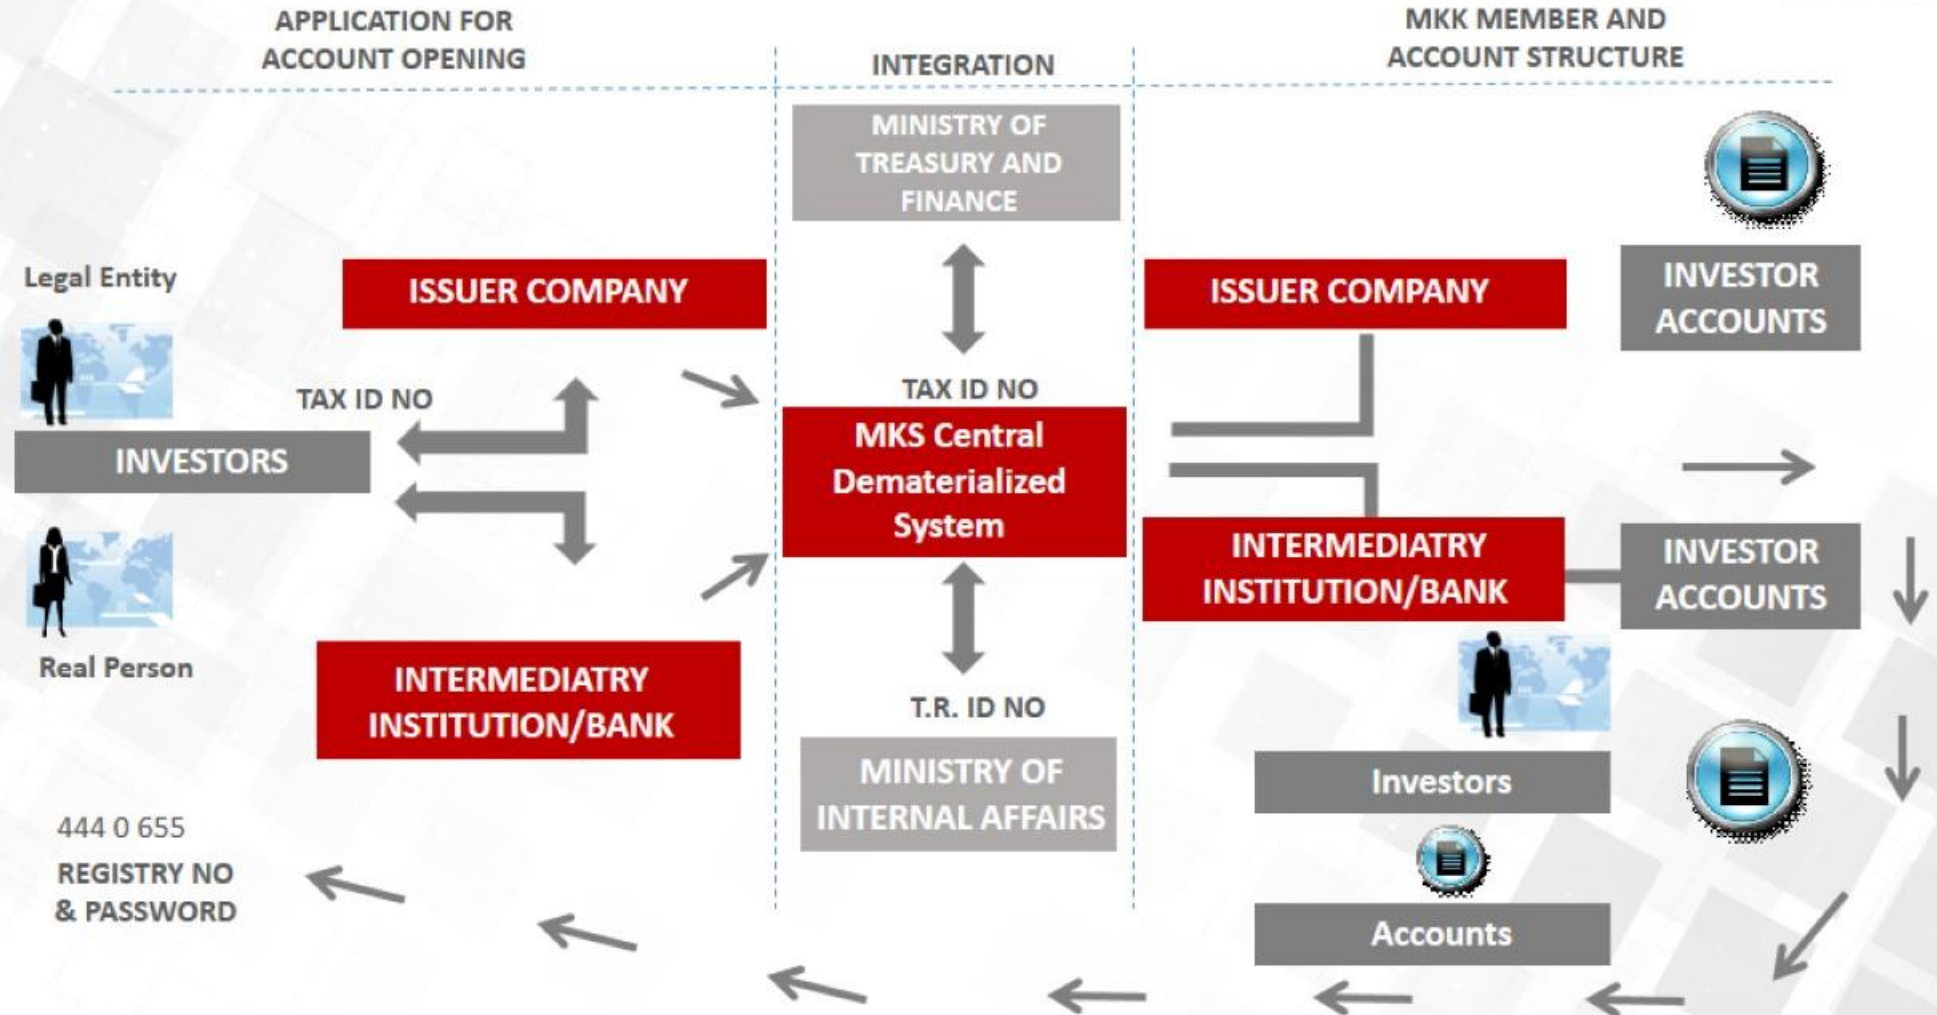 APPLICATION FOR
ACCOUNT OPENING
INTEGRATION
MKK MEMBER AND
ACCOUNT STRUCTURE
Legal Entity
TAX ID NO
INVESTORS
Real Person
ISSUER COMPANY
INTERMEDIATRY
INSTITUTION/BANK
444 0 655
REGISTRY NO
& PASSWORD
MINISTRY OF
TREASURY AND
FINANCE
TAX ID NO
MKS Central
Dematerialized
System
T.R. ID NO
MINISTRY OF
INTERNAL AFFAIRS
ISSUER COMPANY
INVESTOR
ACCOUNTS
INTERMEDIATRY
INSTITUTION/BANK
INVESTOR
ACCOUNTS
Investors
Accounts